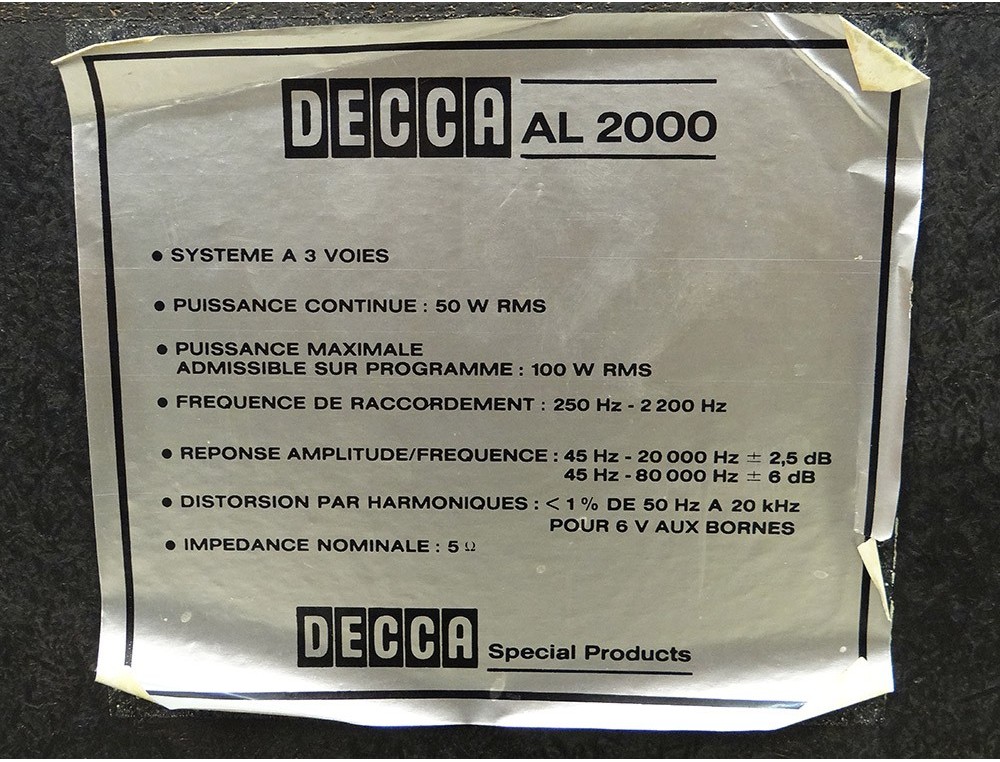 DECCA AL 2000
• SYSTEME A 3 VOIES
• PUISSANCE CONTINUE : 50 W RMS
• PUISSANCE MAXIMALE
ADMISSIBLE SUR PROGRAMME : 100 W RMS
• FREQUENCE DE RACCORDEMENT : 250 Hz - 2 200 Hz
• REPONSE AMPLITUDE/FREQUENCE : 45 Hz - 20 000 Hz ± 2,5 dB
45 Hz - 80 000 Hz ± 6 dB
• DISTORSION PAR HARMONIQUES : < 1 % DE 50 Hz A 20 kHz
POUR 6 V AUX BORNES
• IMPEDANCE NOMINALE : 5 Ω
DECCA Special Products